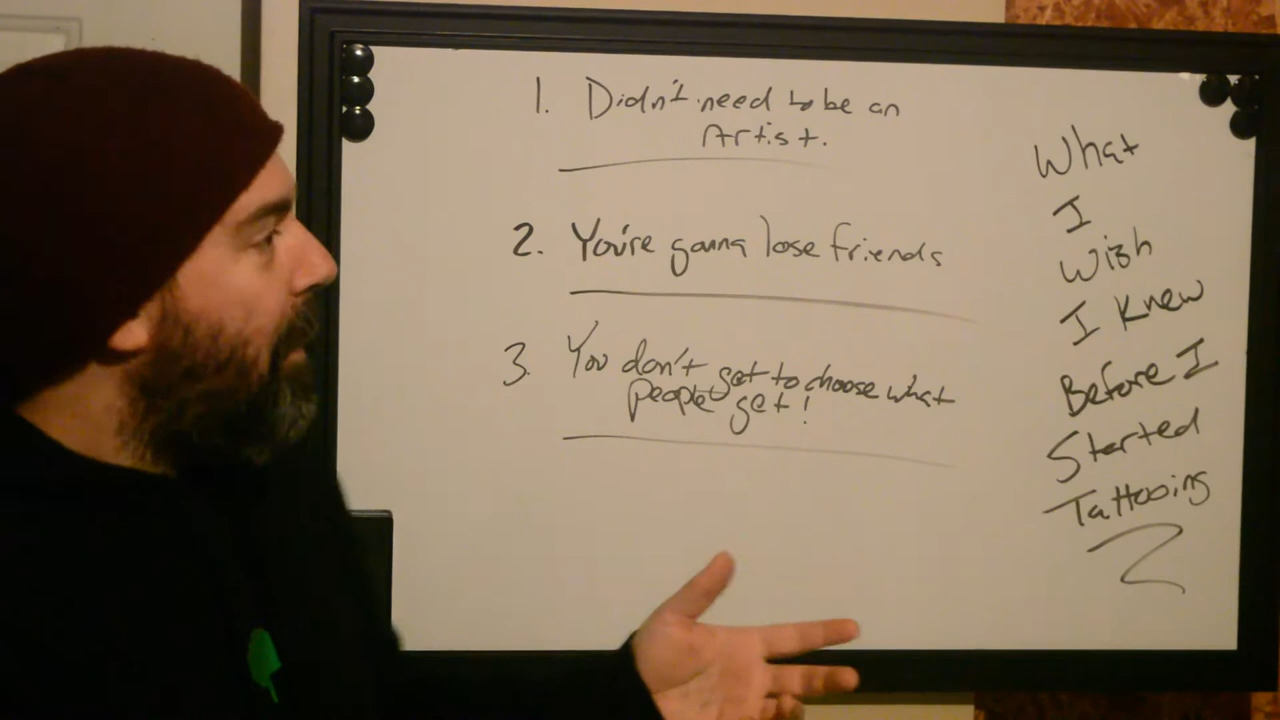 1. Didn't need to be an
Artist.
2. You're gonna lose friends
3. You don't get to choose what
people get!
What
I
Wish
I Knew
Before I
Started
Tattooing